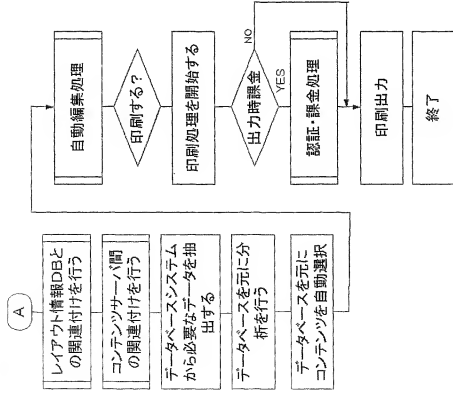 A
レイアウト情報DBと
の関連付けを行う
コンテンツサーバ間
の関連付けを行う
データベースシステム
から必要なデータを抽
出する
データベースを元に分
析を行う
データベースを元に
コンテンツを自動選択
自動編集処理
印刷する?
印刷処理を開始する
出力時課金
NO
YES
認証・課金処理
印刷出力
終了